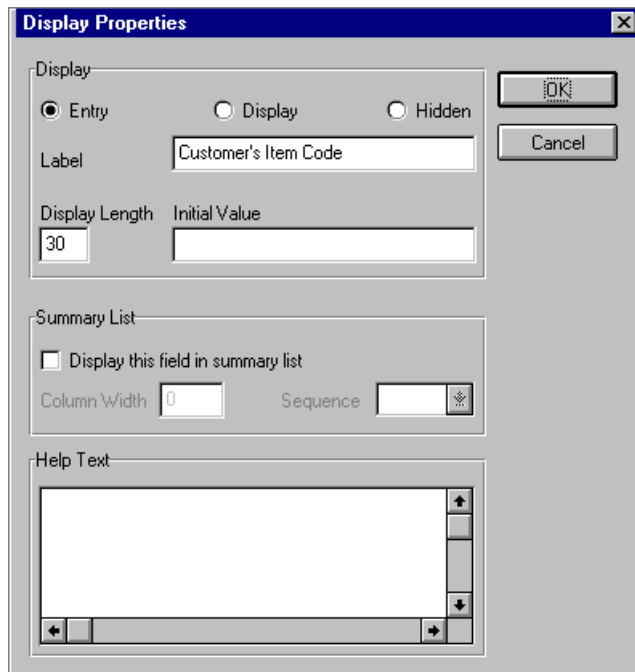 Display Properties
Display
OK
Entry Display Hidden
Cancel
Label Customer's Item Code
Display Length Initial Value
30
Summary List
Display this field in summary list
Column Width 0 Sequence
Help Text